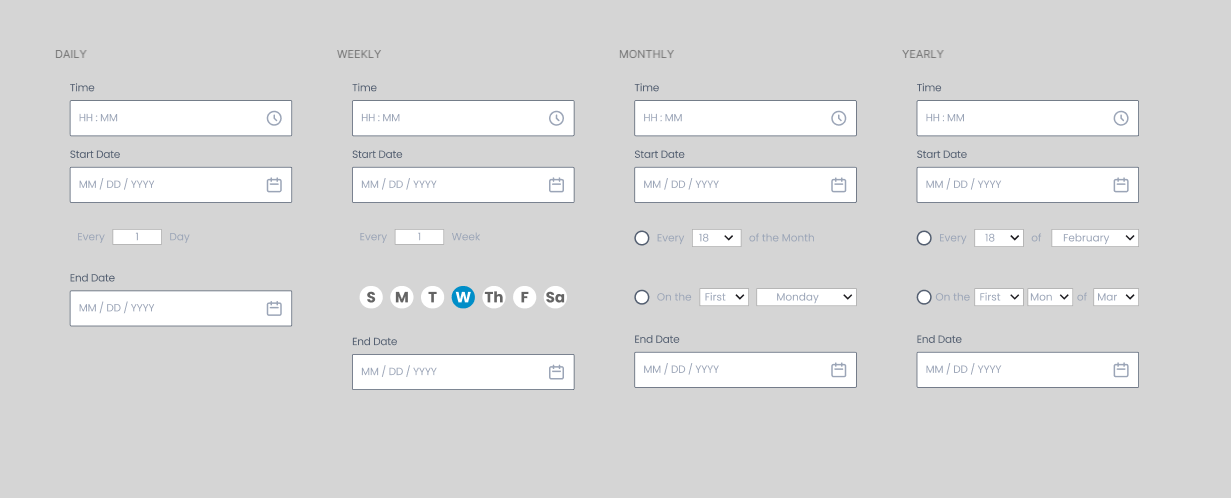 DAILY
Time
HH : MM
Start Date
MM / DD / YYYY
Every 1 Day
End Date
MM / DD / YYYY
WEEKLY
Time
HH : MM
Start Date
MM / DD / YYYY
Every 1 Week
S M T W Th F Sa
End Date
MM / DD / YYYY
MONTHLY
Time
HH : MM
Start Date
MM / DD / YYYY
Every 18 of the Month
On the First Monday
End Date
MM / DD / YYYY
YEARLY
Time
HH : MM
Start Date
MM / DD / YYYY
Every 18 of February
On the First Mon of Mar
End Date
MM / DD / YYYY